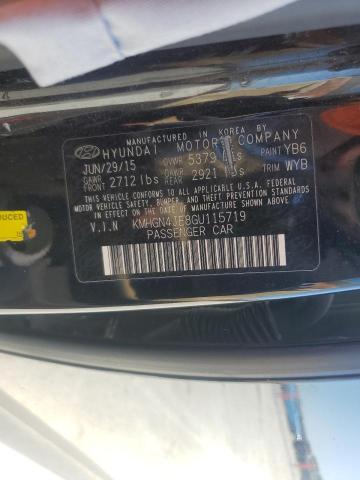 MANUFACTURED IN KOREA BY
HYUNDAI MOTOR COMPANY
JUN/29/15 GVWR 5379 lbs PAINT YB6
GAWR FRONT 2712 lbs GAWR REAR 2921 lbs TRIM WYB
THIS VEHICLE CONFORMS TO ALL APPLICABLE U.S.A. FEDERAL
MOTOR VEHICLE SAFETY, BUMPER, AND THEFT PREVENTION
STANDARDS IN EFFECT ON THE DATE OF MANUFACTURE SHOWN ABOVE.
V.I.N KMHGN4JE8GU115719
PASSENGER CAR
DUCED